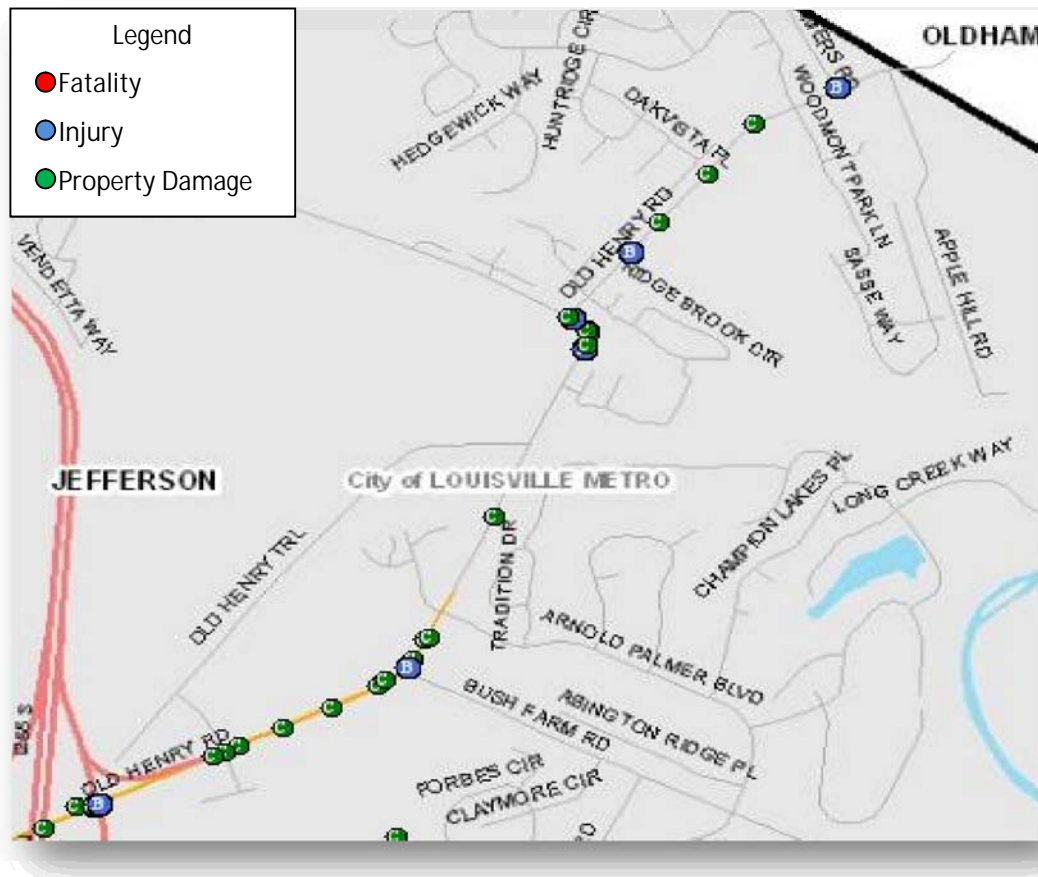 Legend
Fatality
Injury
Property Damage
OLDHAM
WOODMONT PARK LN
HUNTRIDGE CIR
HEDGEWICK WAY
OAKVISTA PL
OLD HENRY RD
RIDGE BROOK CIR
SASSE WAY
APPLE HILL RD
VENDETTA WAY
JEFFERSON
City of LOUISVILLE METRO
CHAMPION LAKES PL
LONG CREEK WAY
OLD HENRY TRL
TRADITION DR
ARNOLD PALMER BLVD
BUSH FARM RD
ABINGTON RIDGE PL
OLD HENRY RD
FORBES CIR
CLAYMORE CIR
B
C
C
C
B
C
C
C
C
C
C
B
C
C
C
C
C
C
C
B
C
C